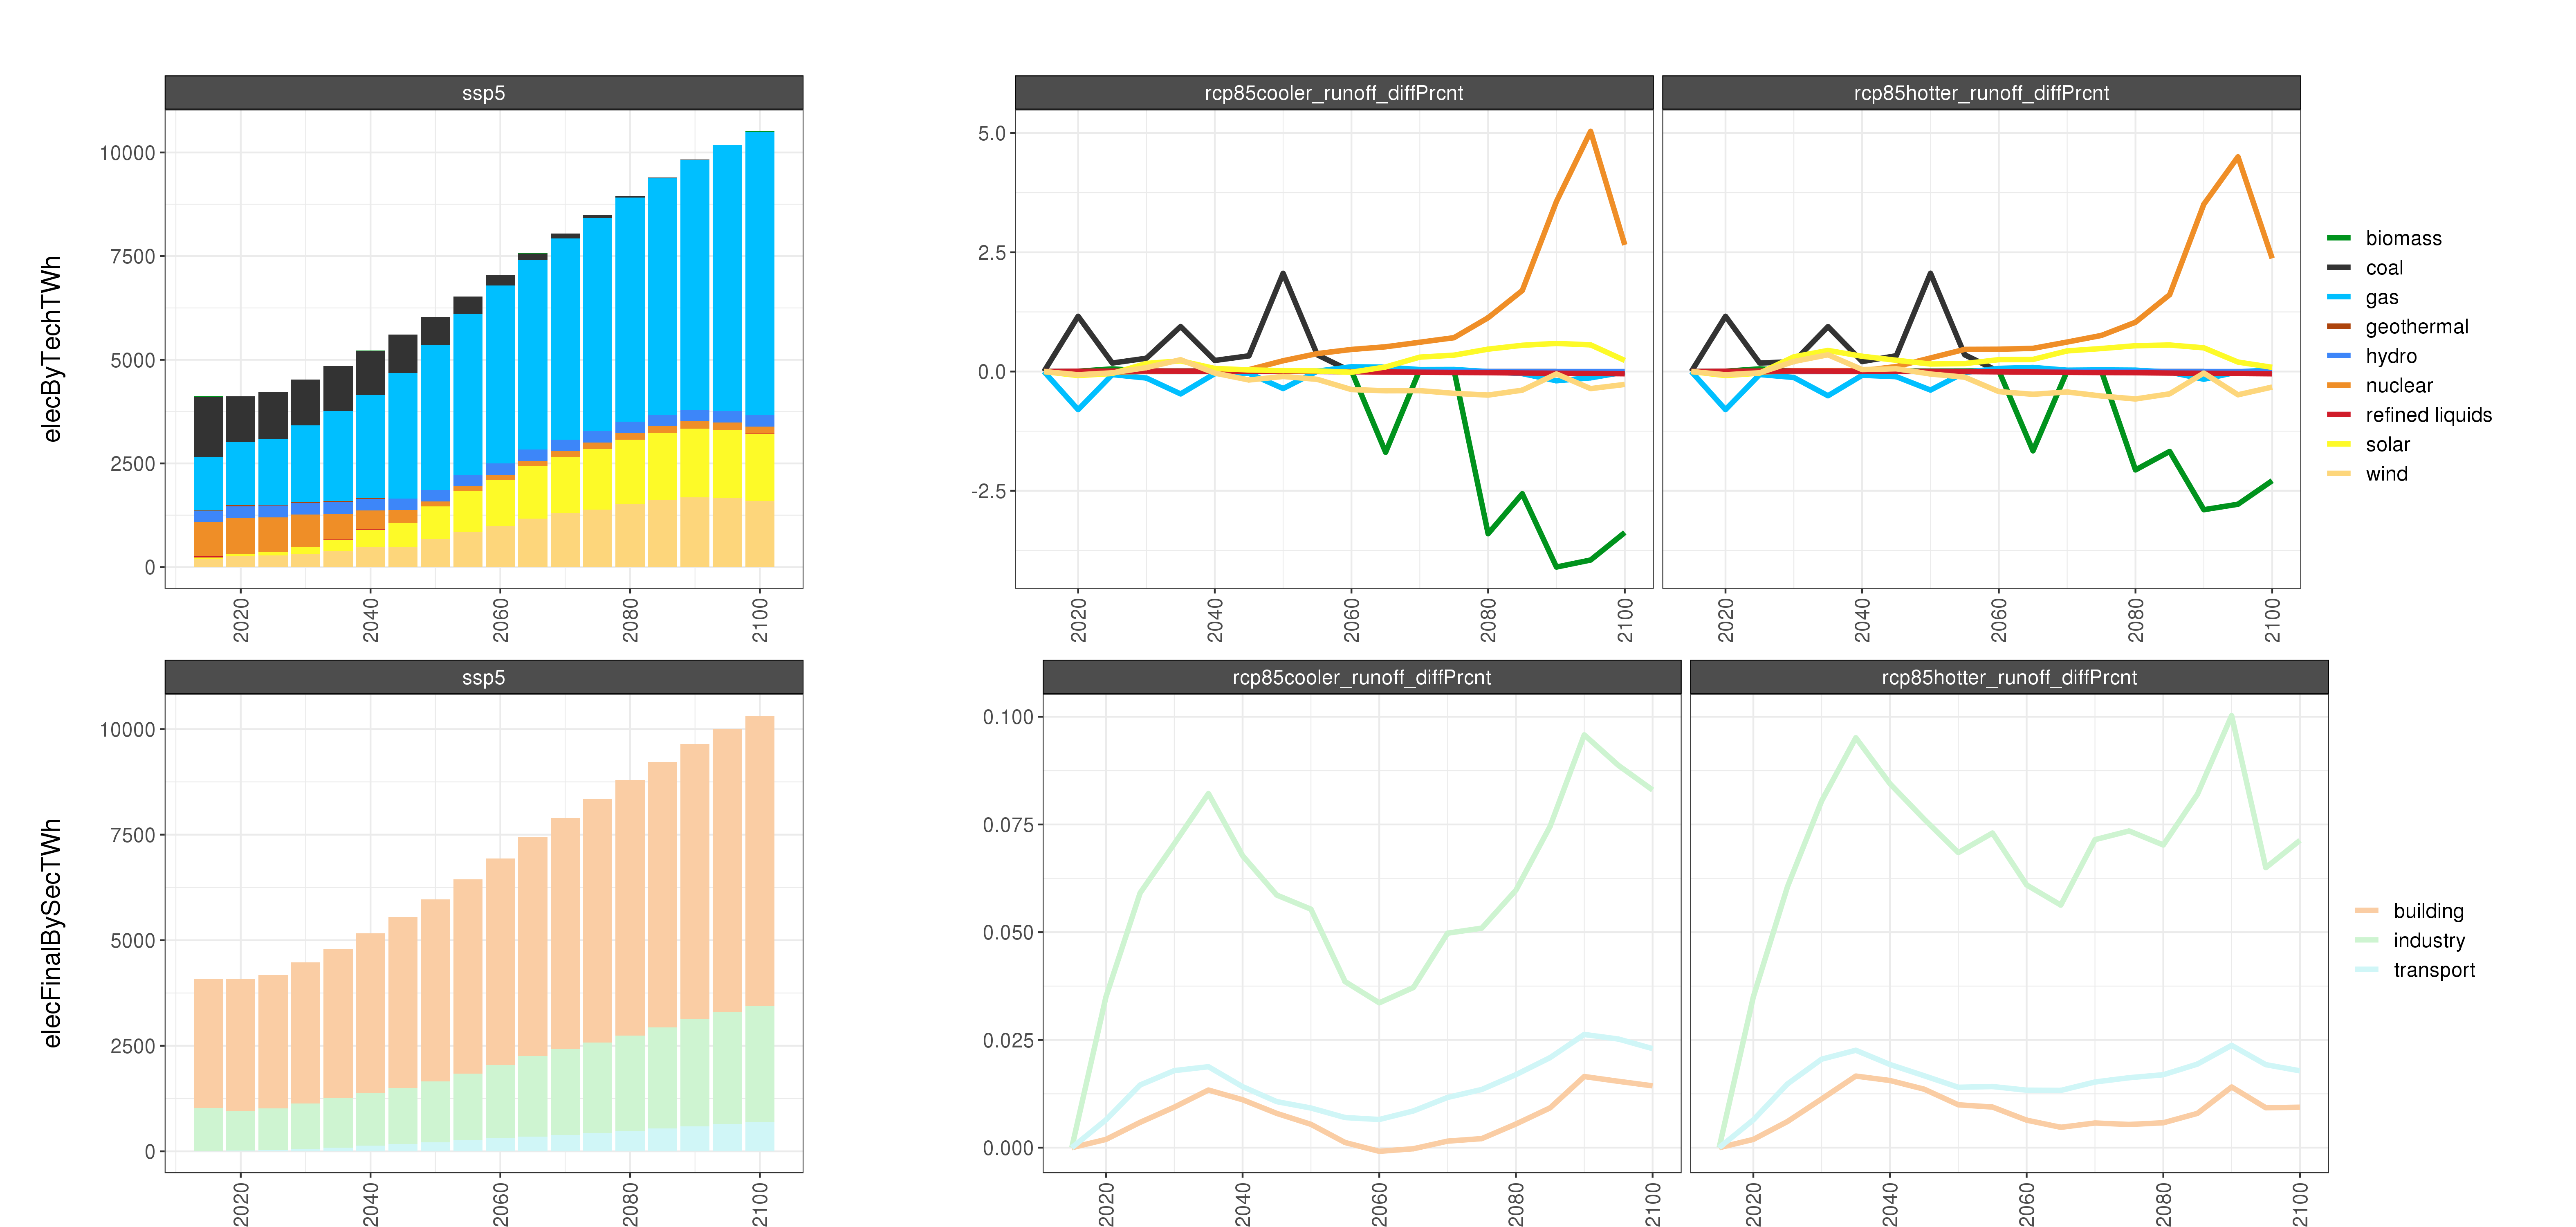 ssp5
rcp85cooler_runoff_diffPrcnt
rcp85hotter_runoff_diffPrcnt
elecByTechTWh
10000
7500
5000
2500
0
2020
2040
2060
2080
2100
5.0
2.5
0.0
-2.5
2020
2040
2060
2080
2100
2020
2040
2060
2080
2100
biomass
coal
gas
geothermal
hydro
nuclear
refined liquids
solar
wind
ssp5
rcp85cooler_runoff_diffPrcnt
rcp85hotter_runoff_diffPrcnt
elecFinalBySecTWh
10000
7500
5000
2500
0
2020
2040
2060
2080
2100
0.100
0.075
0.050
0.025
0.000
2020
2040
2060
2080
2100
2020
2040
2060
2080
2100
building
industry
transport